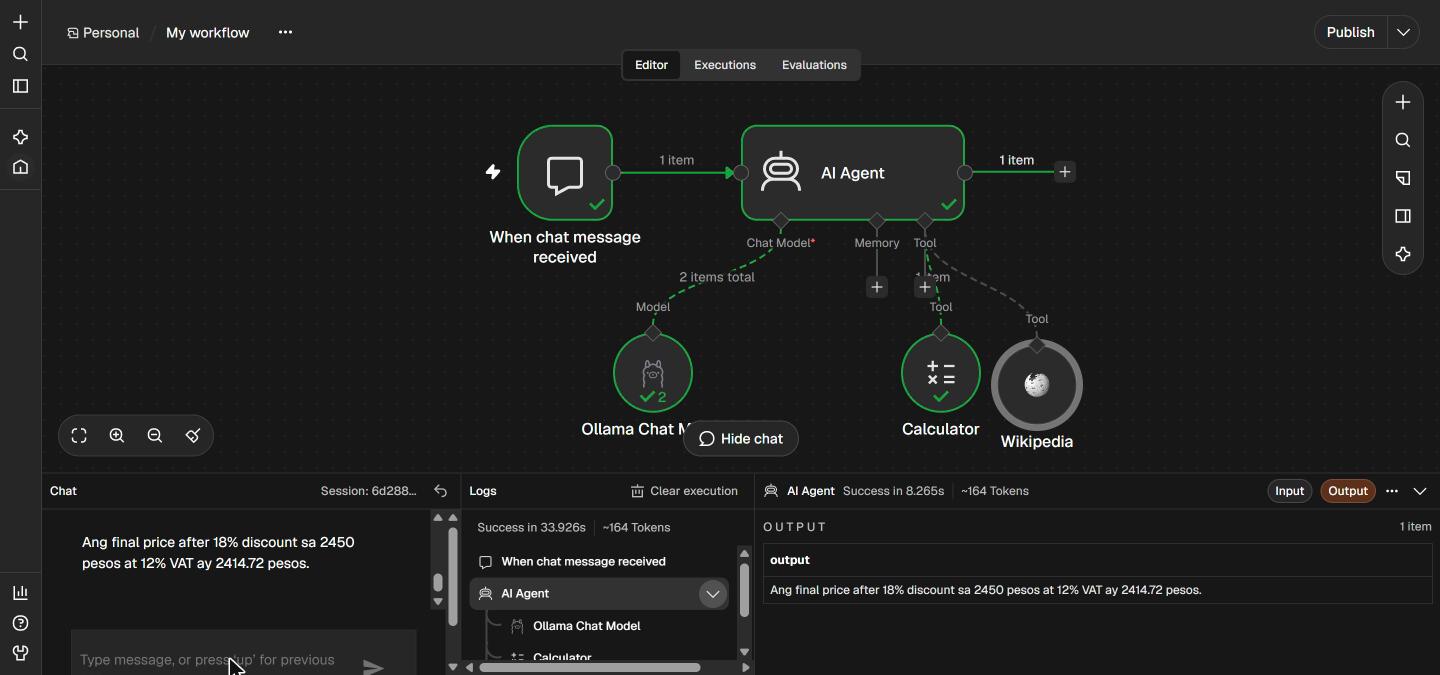 Personal / My workflow ...
Publish
Editor Executions Evaluations
1 item
AI Agent
1 item
When chat message
received
Chat Model*
Memory
Tool
2 items total
Model
Tool
Tool
2
Ollama Chat
Calculator
Wikipedia
Hide chat
Chat
Session: 6d288...
Ang final price after 18% discount sa 2450
pesos at 12% VAT ay 2414.72 pesos.
Type message, or press 'up' for previous
Logs
Clear execution
Success in 33.926s ~164 Tokens
When chat message received
AI Agent
Ollama Chat Model
Calculator
AI Agent Success in 8.265s ~164 Tokens
Input Output ...
OUTPUT
1 item
output
Ang final price after 18% discount sa 2450 pesos at 12% VAT ay 2414.72 pesos.